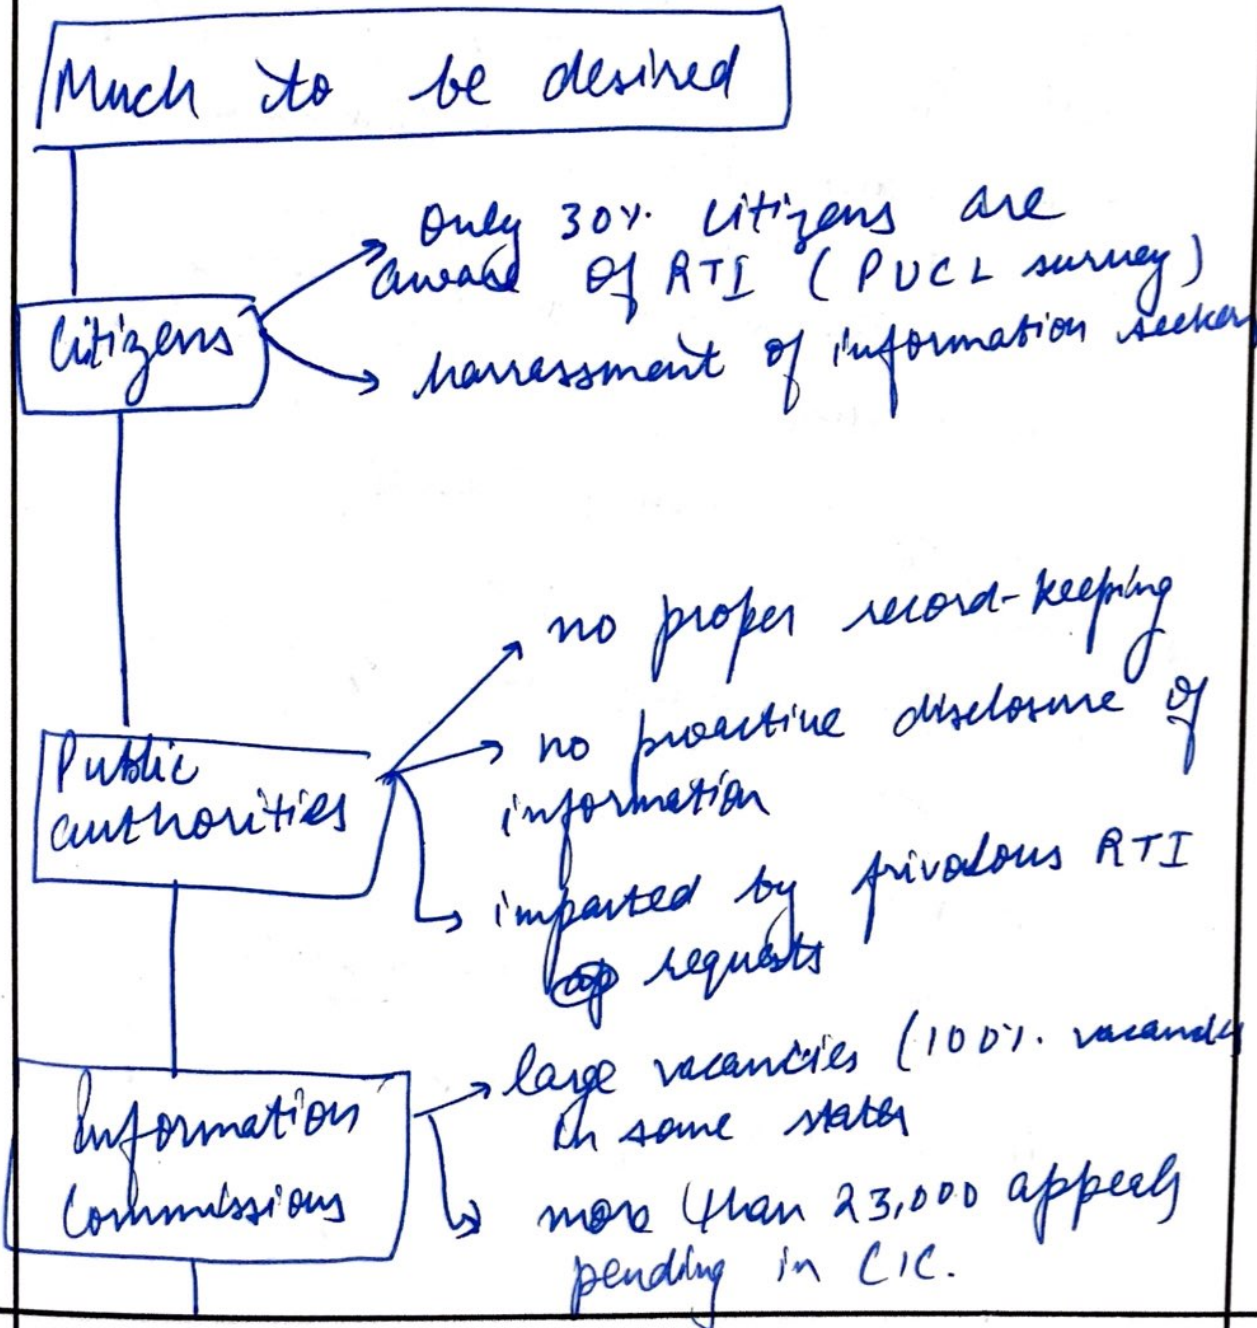 Much to be desired
Only 30% citizens are
aware of RTI (PUCL survey)
Citizens
harrassment of information seekers
no proper record-keeping
no proactive disclosure of
information
Public
authorities
impacted by frivolous RTI
requests
large vacancies (100% vacancy
in some states
Information
Commissions
more than 23,000 appeals
pending in CIC.